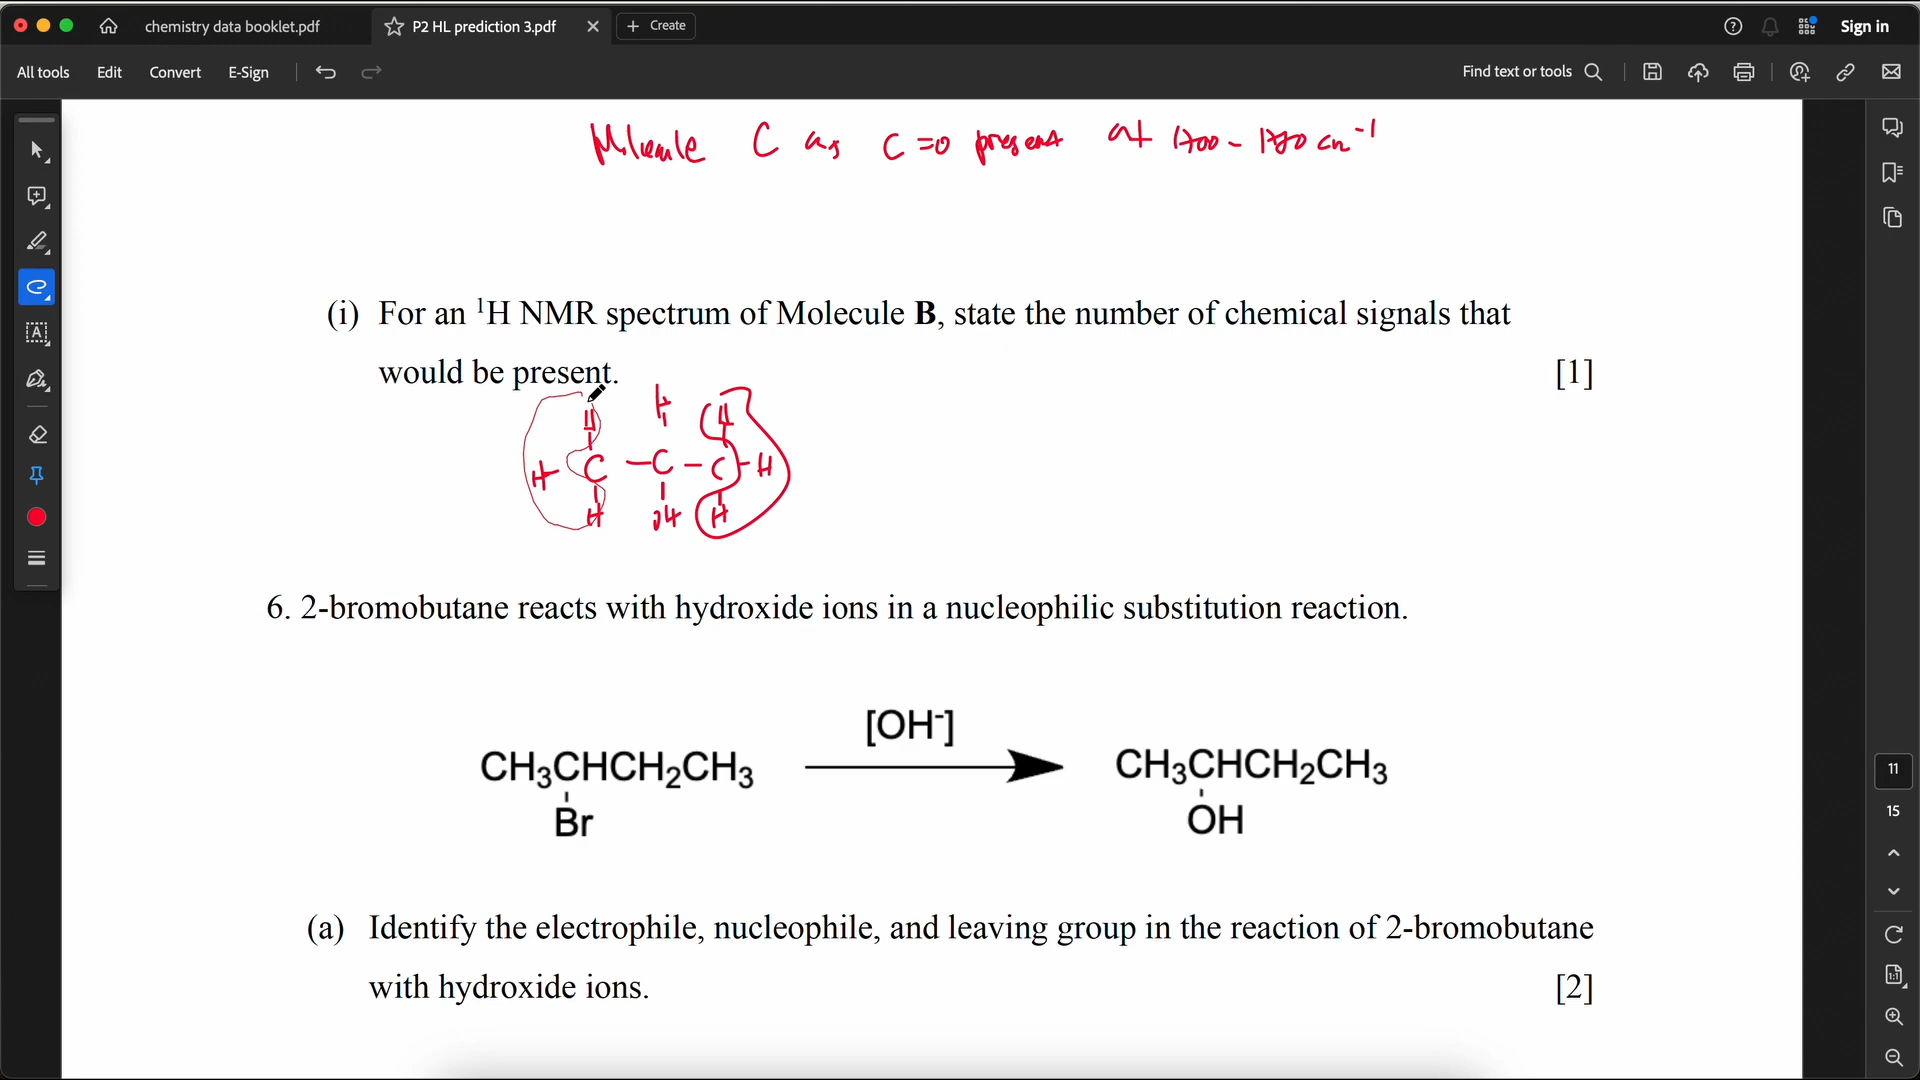 chemistry data booklet.pdf
P2 HL prediction 3.pdf
Create
Sign in
All tools
Edit
Convert
E-Sign
Find text or tools
Molecule C as C=O present at 1700 - 1750 cm⁻¹
(i) For an ¹H NMR spectrum of Molecule B, state the number of chemical signals that
would be present. [1]
H H H
H C - C - C - H
H OH H
6. 2-bromobutane reacts with hydroxide ions in a nucleophilic substitution reaction.
[OH⁻]
CH₃CHCH₂CH₃ CH₃CHCH₂CH₃
Br OH
11
15
(a) Identify the electrophile, nucleophile, and leaving group in the reaction of 2-bromobutane
with hydroxide ions. [2]